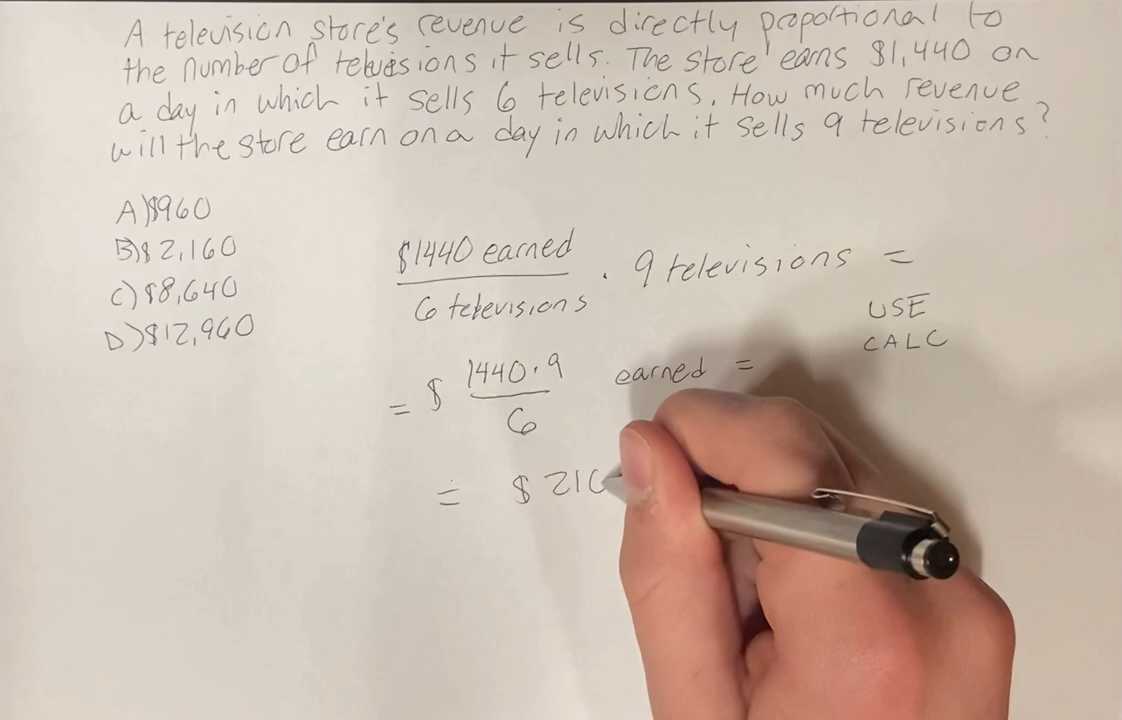 A television store's revenue is directly propoltional to
the number of televisions it sells. The store earns $1,440 on
a day in which it sells 6 televisions. How much revenue
will the store earn on a day in which it sells 9 televisions?
A) $960
B) $2,160
C) $8,640
D) $12,960
$1440 earned
6 televisions
. 9 televisions =
USE
CALC
= $ 1440 · 9
6
earned =
= $ 216